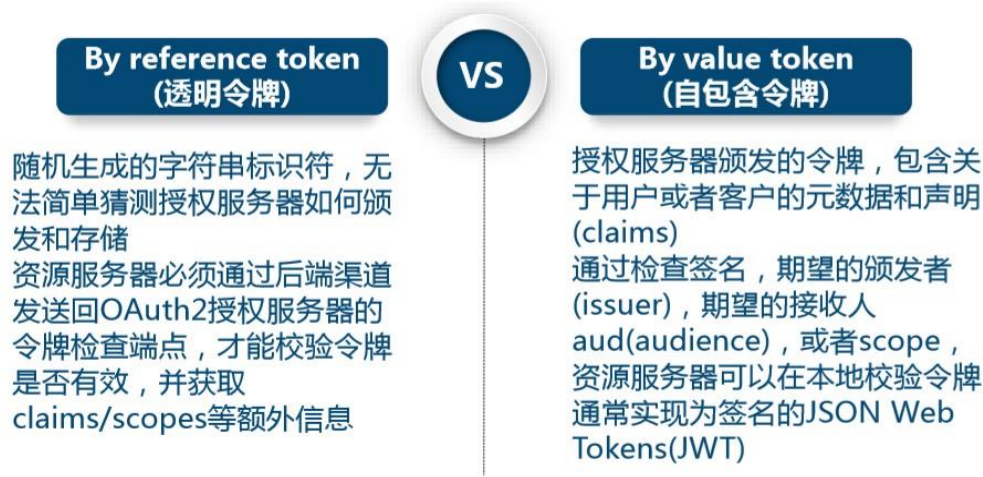 By reference token
(透明令牌)
VS
By value token
(自包含令牌)
随机生成的字符串标识符，无
法简单猜测授权服务器如何颁
发和存储
资源服务器必须通过后端渠道
发送回OAuth2授权服务器的
令牌检查端点，才能校验令牌
是否有效，并获取
claims/scopes等额外信息
授权服务器颁发的令牌，包含关
于用户或者客户的元数据和声明
(claims)
通过检查签名，期望的颁发者
(issuer)，期望的接收人
aud(audience)，或者scope，
资源服务器可以在本地校验令牌
通常实现为签名的JSON Web
Tokens(JWT)